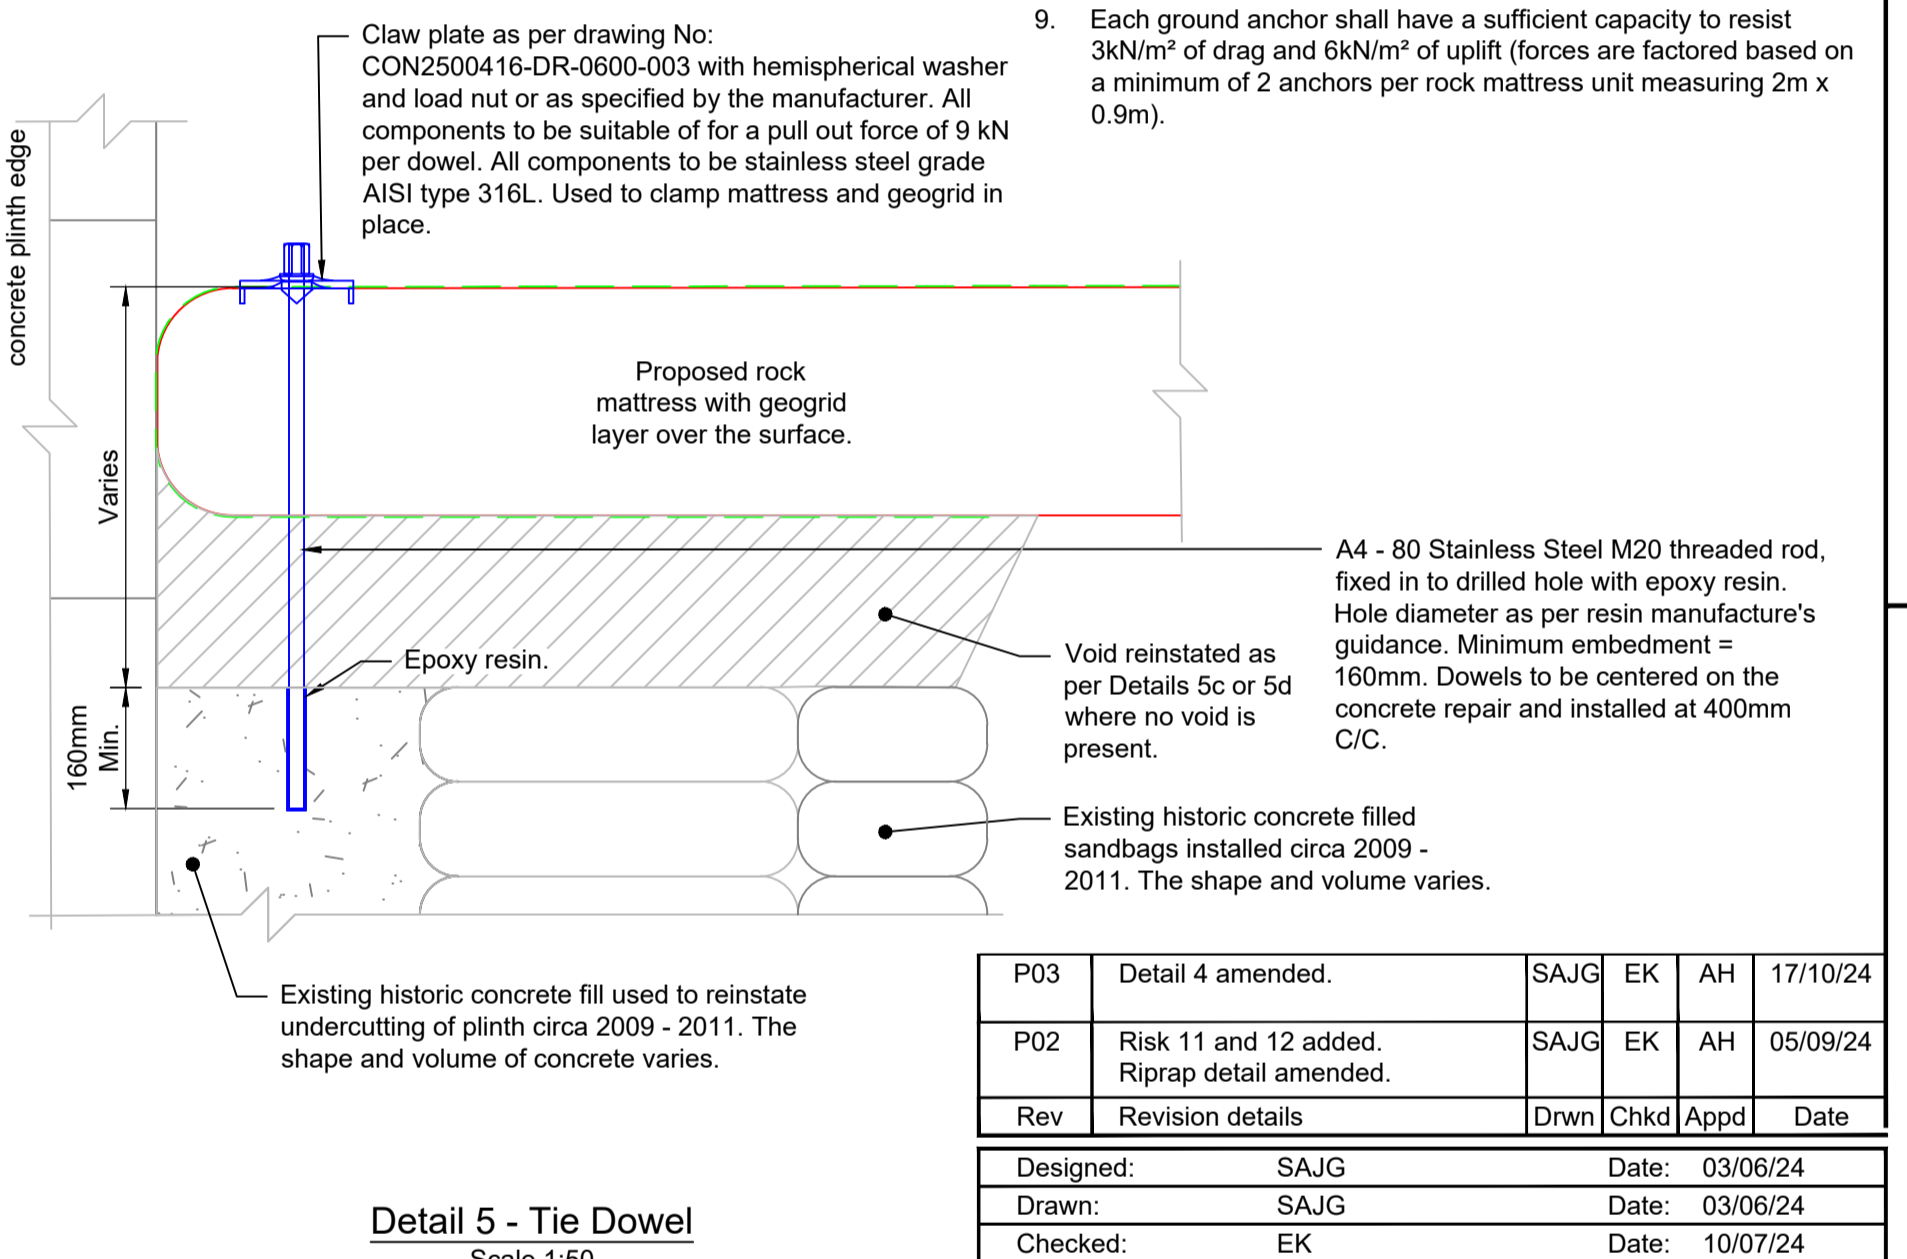 Claw plate as per drawing No:
CON2500416-DR-0600-003 with hemispherical washer
and load nut or as specified by the manufacturer. All
components to be suitable of for a pull out force of 9 kN
per dowel. All components to be stainless steel grade
AISI type 316L. Used to clamp mattress and geogrid in
place.
9. Each ground anchor shall have a sufficient capacity to resist
3kN/m² of drag and 6kN/m² of uplift (forces are factored based on
a minimum of 2 anchors per rock mattress unit measuring 2m x
0.9m).
concrete plinth edge
Proposed rock
mattress with geogrid
layer over the surface.
Varies
A4 - 80 Stainless Steel M20 threaded rod,
fixed in to drilled hole with epoxy resin.
Hole diameter as per resin manufacture's
guidance. Minimum embedment =
160mm. Dowels to be centered on the
concrete repair and installed at 400mm
C/C.
Epoxy resin.
Void reinstated as
per Details 5c or 5d
where no void is
present.
160mm
Min.
Existing historic concrete filled
sandbags installed circa 2009 -
2011. The shape and volume varies.
Existing historic concrete fill used to reinstate
undercutting of plinth circa 2009 - 2011. The
shape and volume of concrete varies.
P03 Detail 4 amended. SAJG EK AH 17/10/24
P02 Risk 11 and 12 added. SAJG EK AH 05/09/24
Riprap detail amended.
Rev Revision details Drwn Chkd Appd Date
Designed: SAJG Date: 03/06/24
Drawn: SAJG Date: 03/06/24
Checked: EK Date: 10/07/24
Detail 5 - Tie Dowel
Scale 1:50